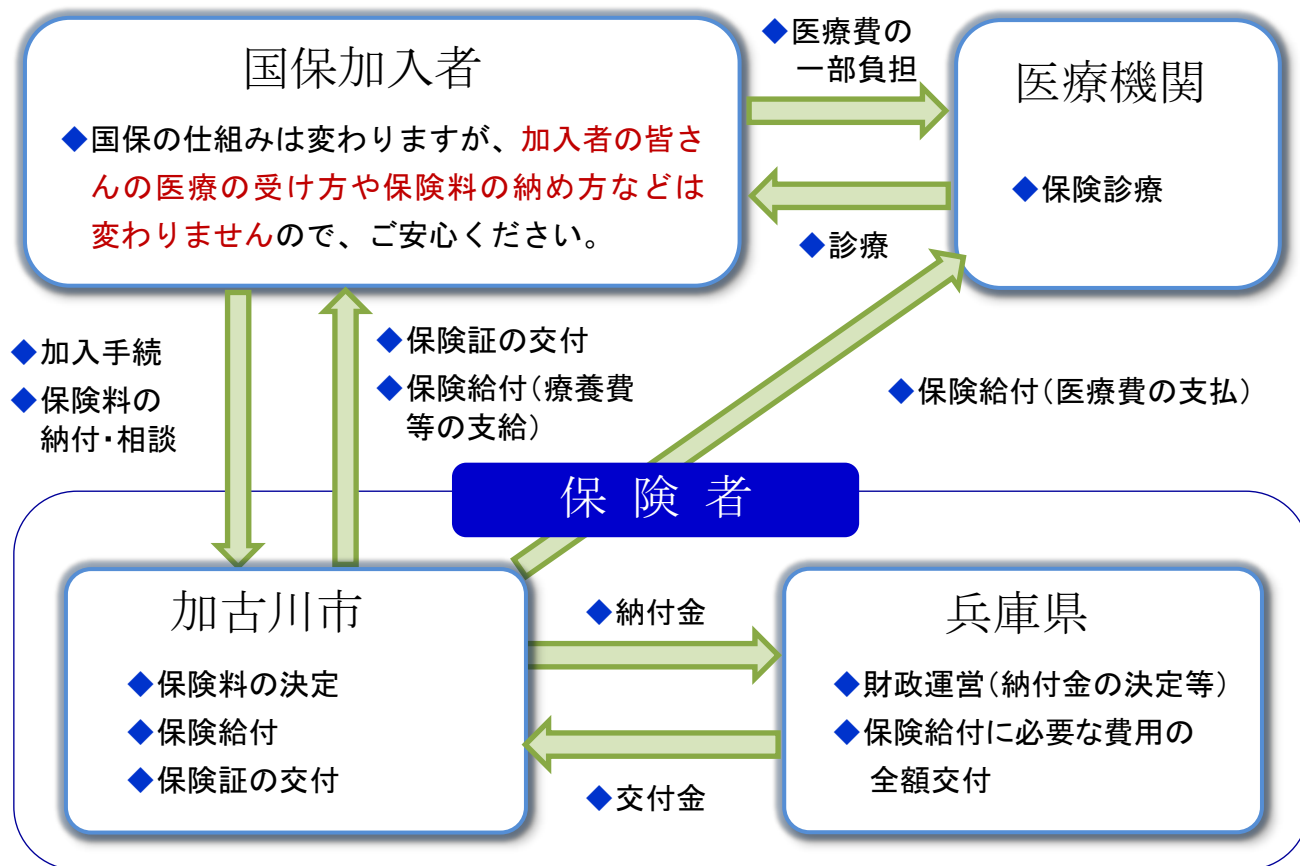 国保加入者
◆国保の仕組みは変わりますが、加入者の皆さ
んの医療の受け方や保険料の納め方などは
変わりませんので、ご安心ください。
◆医療費の
一部負担
◆診療
医療機関
◆保険診療
◆加入手続
◆保険料の
納付・相談
◆保険証の交付
◆保険給付（療養費
等の支給）
◆保険給付（医療費の支払）
保険者
加古川市
◆保険料の決定
◆保険給付
◆保険証の交付
◆納付金
◆交付金
兵庫県
◆財政運営（納付金の決定等）
◆保険給付に必要な費用の
全額交付